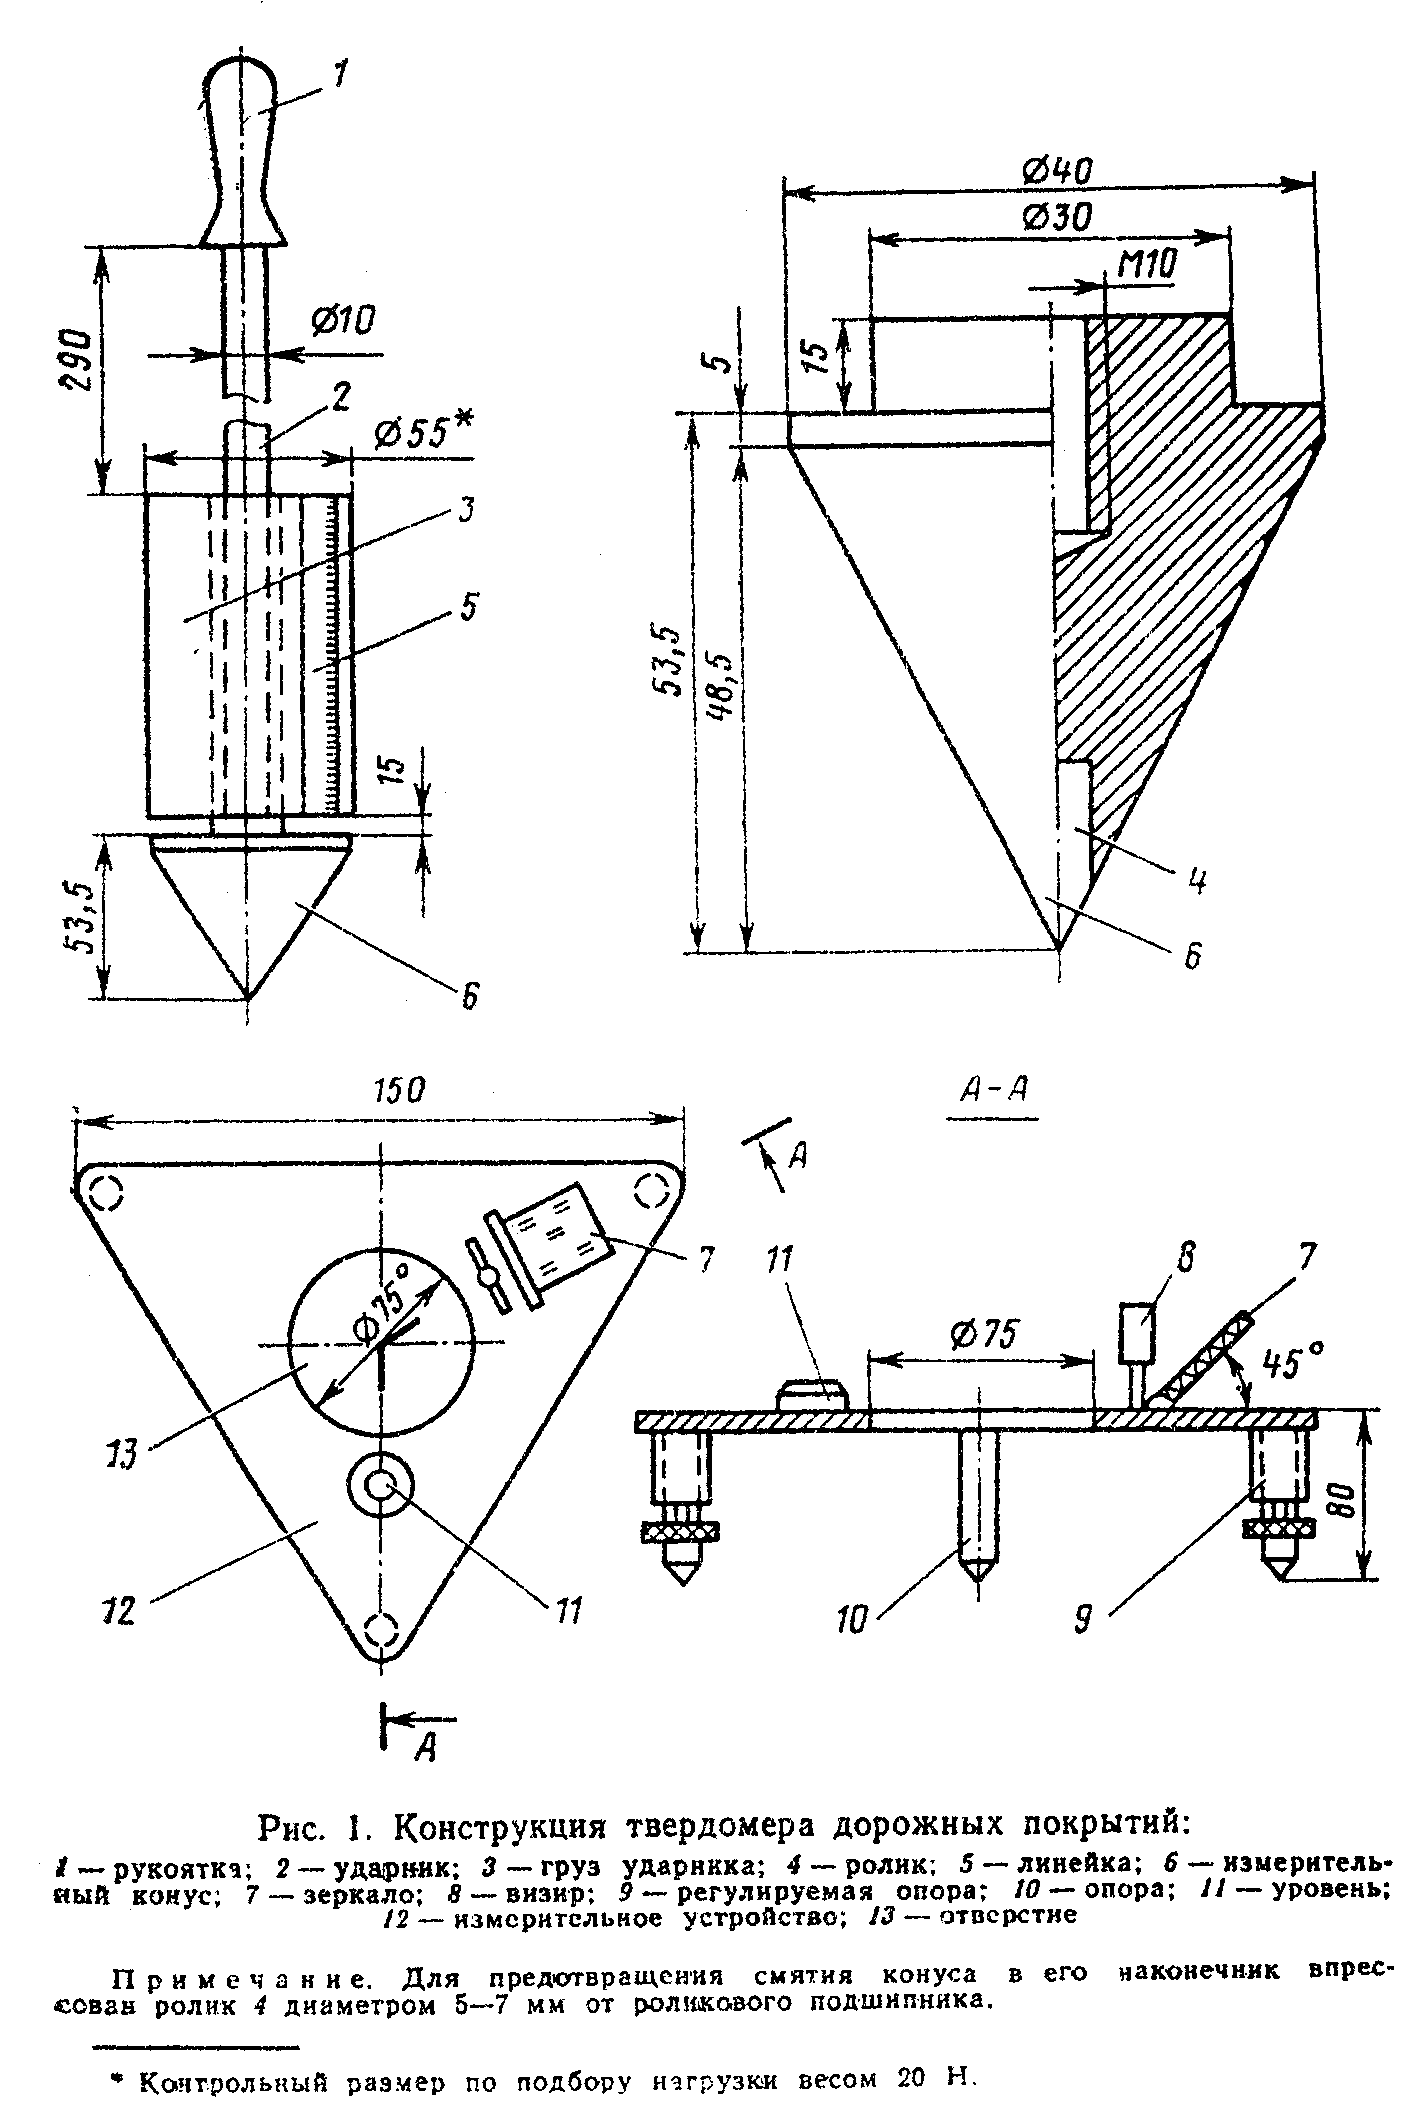 1
Ø40
Ø30
М10
290
Ø10
5
15
2
Ø55*
3
5
53,5
48,5
15
53,5
4
6
6
150
А-А
А
7
11
8
7
Ø75°
Ø75
45°
13
80
12
11
10
9
А
Рис. 1. Конструкция твердомера дорожных покрытий:
1 — рукоятка; 2 — ударник; 3 — груз ударника; 4 — ролик; 5 — линейка; 6 — измеритель-
ный конус; 7 — зеркало; 8 — визир; 9 — регулируемая опора; 10 — опора; 11 — уровень;
12 — измерительное устройство; 13 — отверстие
Примечание. Для предотвращения смятия конуса в его наконечник впрес-
сован ролик 4 диаметром 5—7 мм от роликового подшипника.
* Контрольный размер по подбору нагрузки весом 20 Н.